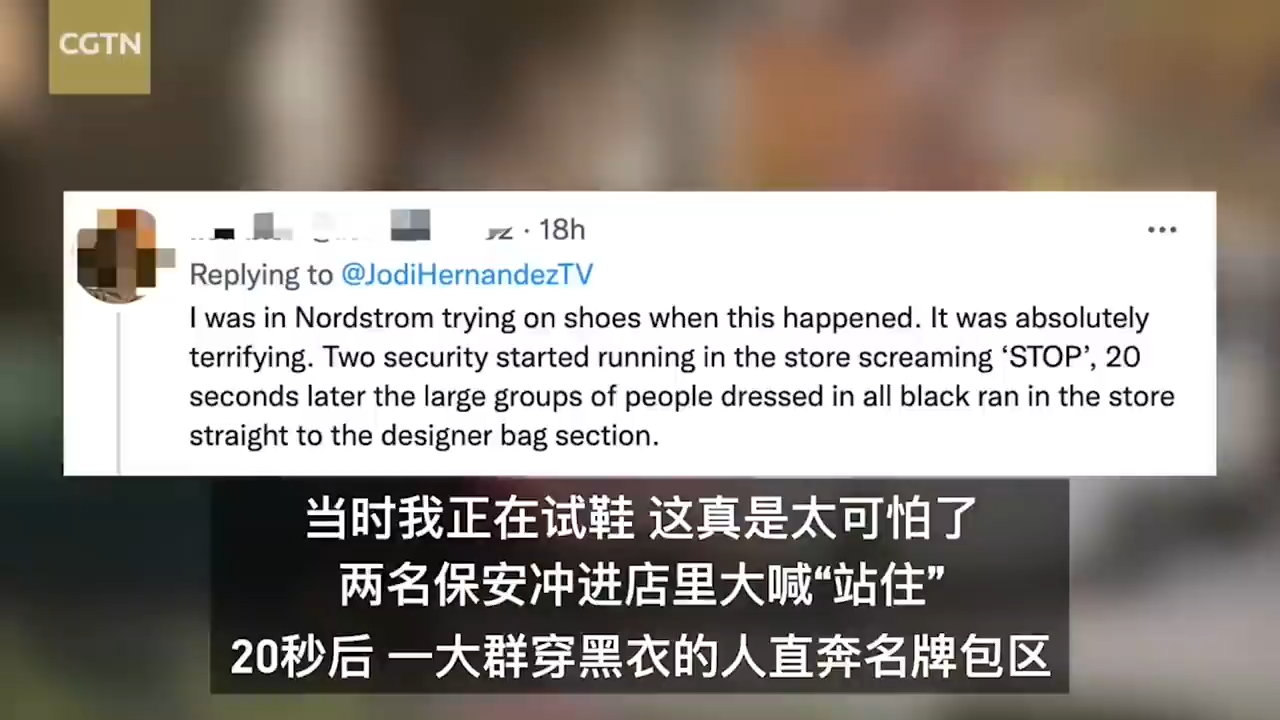 CGTN
· 18h
Replying to @JodiHernandezTV
I was in Nordstrom trying on shoes when this happened. It was absolutely
terrifying. Two security started running in the store screaming ‘STOP’, 20
seconds later the large groups of people dressed in all black ran in the store
straight to the designer bag section.
当时我正在试鞋 这真是太可怕了
两名保安冲进店里大喊“站住”
20秒后 一大群穿黑衣的人直奔名牌包区